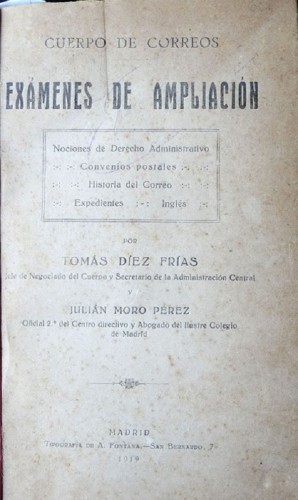 CUERPO DE CORREOS
EXÁMENES DE AMPLIACIÓN
Nociones de Derecho Administrativo
Convenios postales
Historia del Correo
Expedientes Inglés
POR
TOMÁS DÍEZ FRÍAS
Jefe de Negociado del Cuerpo y Secretario de la Administración Central
Y
JULIÁN MORO PÉREZ
Oficial 2.º del Centro directivo y Abogado del Ilustre Colegio
de Madrid
MADRID
TIPOGRAFÍA DE A. FONTANA.—SAN BERNARDO,
1919